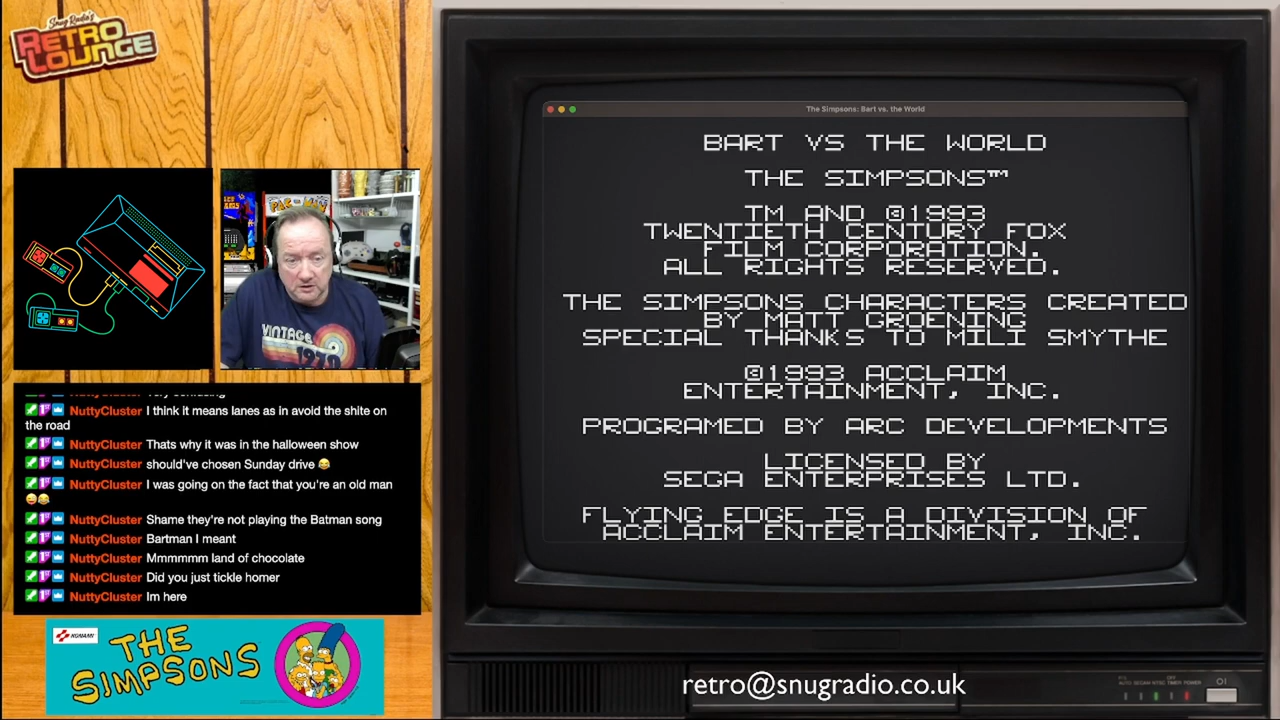 Snug Radio's
RETRO
LOUNGE
The Simpsons: Bart vs. the World
BART VS THE WORLD
THE SIMPSONS™
TM AND ©1993
TWENTIETH CENTURY FOX
FILM CORPORATION.
ALL RIGHTS RESERVED.
THE SIMPSONS CHARACTERS CREATED
BY MATT GROENING
SPECIAL THANKS TO MILI SMYTHE
©1993 ACCLAIM
ENTERTAINMENT, INC.
PROGRAMED BY ARC DEVELOPMENTS
LICENSED BY
SEGA ENTERPRISES LTD.
FLYING EDGE IS A DIVISION OF
ACCLAIM ENTERTAINMENT, INC.
PAC-MAN
VINTAGE
1970
NuttyCluster I think it means lanes as in avoid the shite on
the road
NuttyCluster Thats why it was in the halloween show
NuttyCluster should've chosen Sunday drive 😂
NuttyCluster I was going on the fact that you're an old man
😄😂
NuttyCluster Shame they're not playing the Batman song
NuttyCluster Bartman I meant
NuttyCluster Mmmmmm land of chocolate
NuttyCluster Did you just tickle homer
NuttyCluster Im here
KONAMI
THE
SIMPSONS
retro@snugradio.co.uk